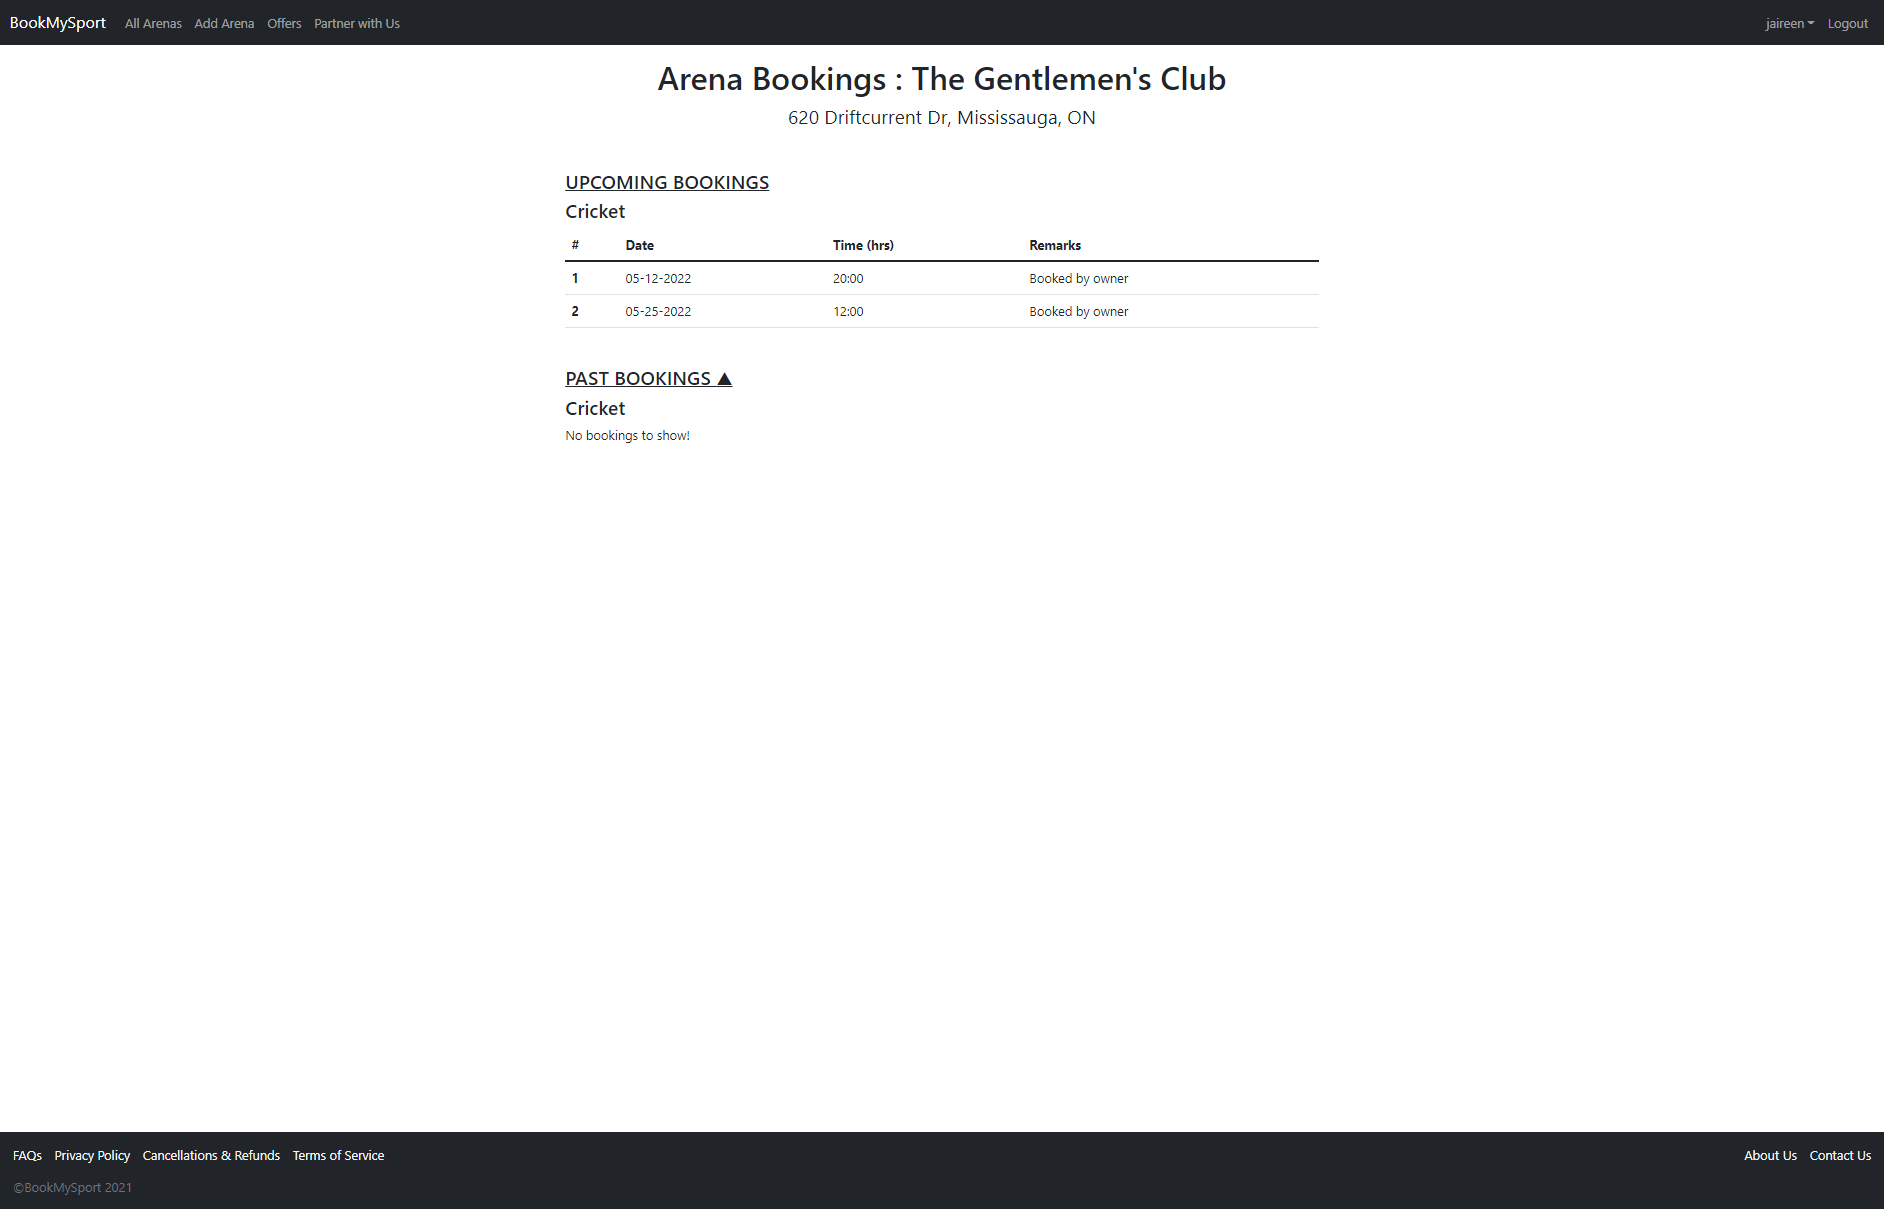 BookMySport All Arenas Add Arena Offers Partner with Us jaireen Logout
Arena Bookings : The Gentlemen's Club
620 Driftcurrent Dr, Mississauga, ON
UPCOMING BOOKINGS
Cricket
# Date Time (hrs) Remarks
1 05-12-2022 20:00 Booked by owner
2 05-25-2022 12:00 Booked by owner
PAST BOOKINGS ▲
Cricket
No bookings to show!
FAQs Privacy Policy Cancellations & Refunds Terms of Service About Us Contact Us
©BookMySport 2021